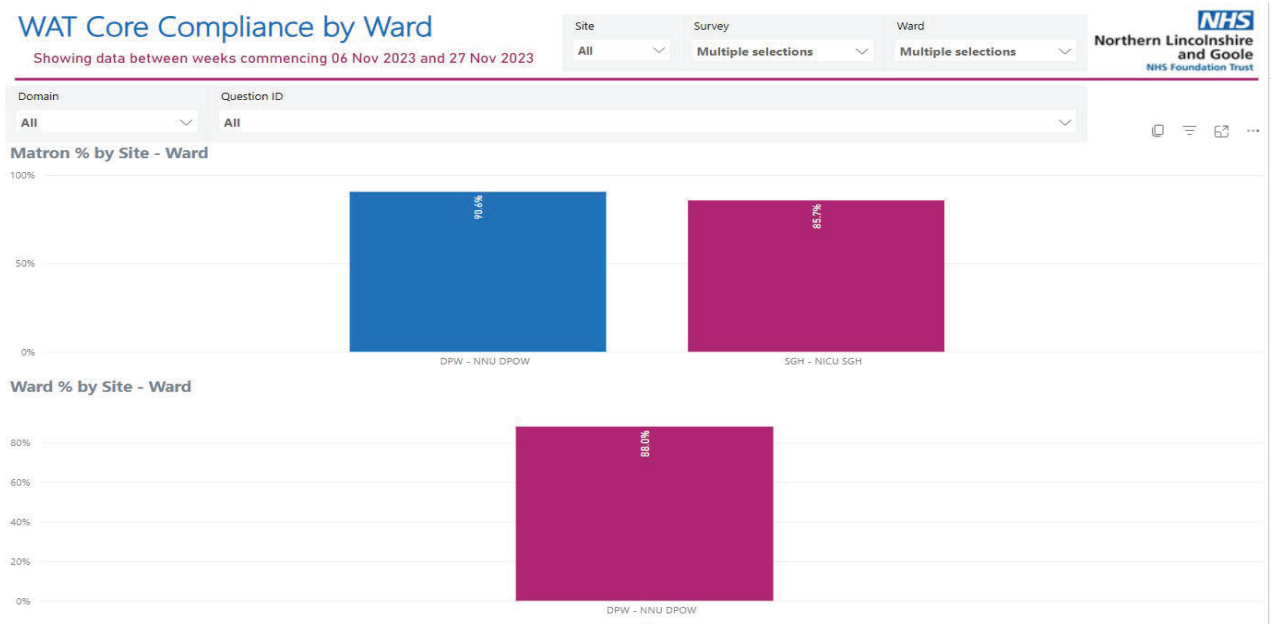 WAT Core Compliance by Ward
Showing data between weeks commencing 06 Nov 2023 and 27 Nov 2023
Site
All
Survey
Multiple selections
Ward
Multiple selections
NHS
Northern Lincolnshire
and Goole
NHS Foundation Trust
Domain
All
Question ID
All
Matron % by Site - Ward
100%
50%
0%
90.6%
85.7%
DPW - NNU DPOW
SGH - NICU SGH
Ward % by Site - Ward
80%
60%
40%
20%
0%
88.0%
DPW - NNU DPOW